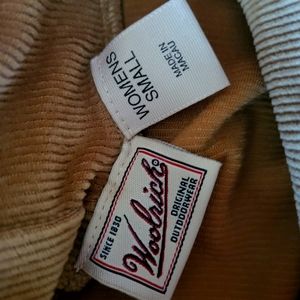 WOMENS
SMALL
MADE IN
MACAU
SINCE 1830
Woolrich
ORIGINAL
OUTDOORWEAR